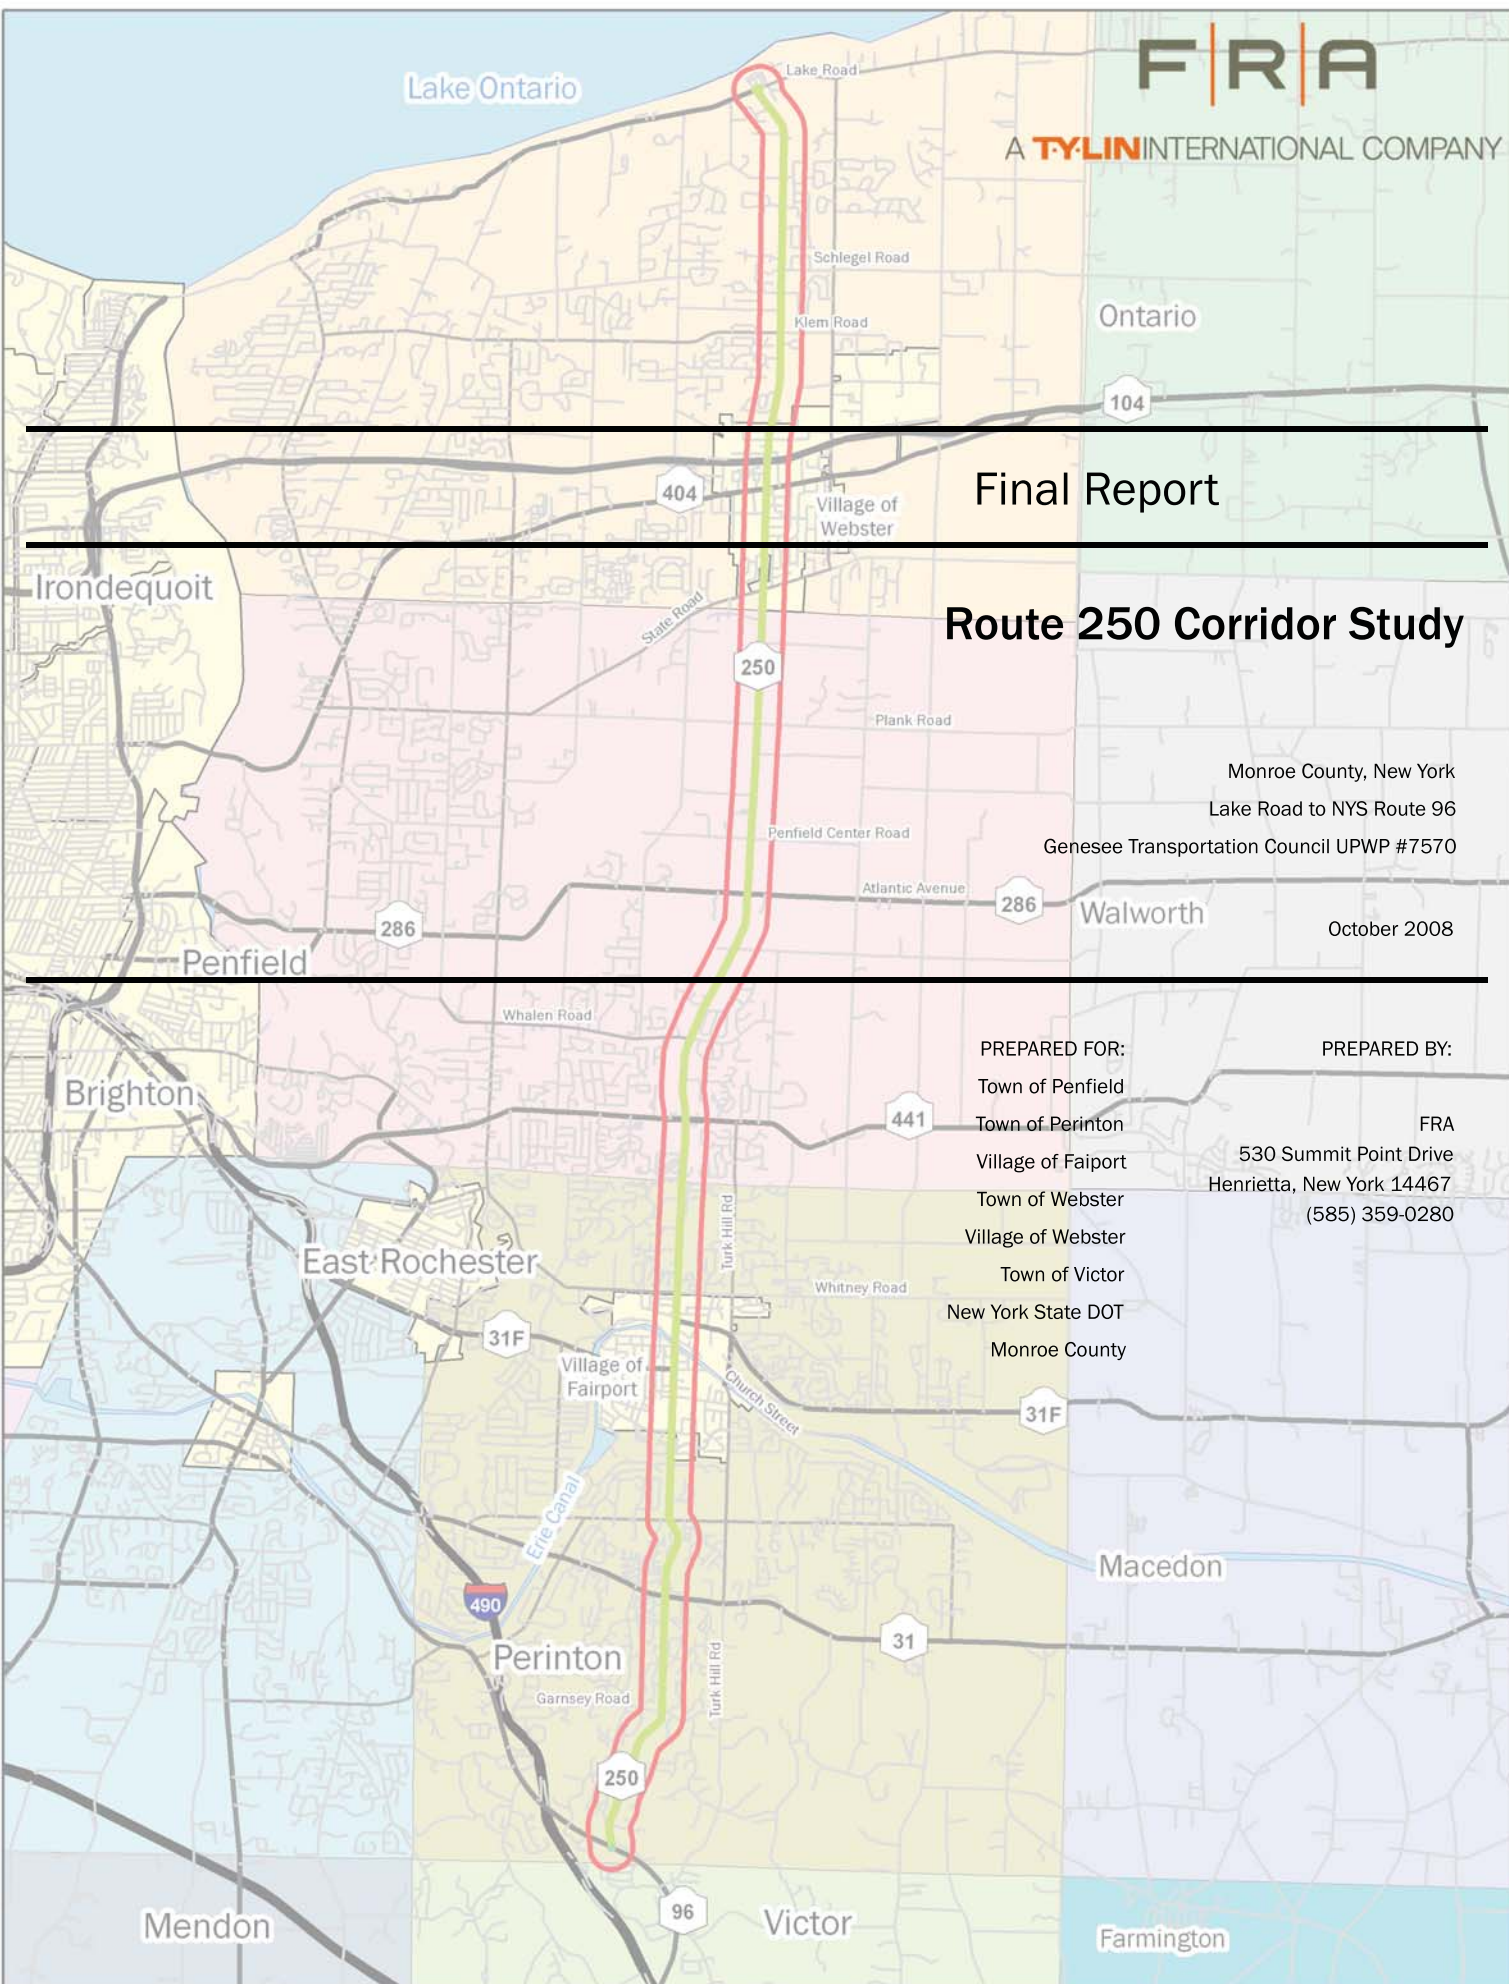 F|R|A
A T·Y·LIN INTERNATIONAL COMPANY
Lake Ontario
Lake Road
Schlegel Road
Klem Road
Ontario
104
404
Village of
Webster
Final Report
Irondequoit
State Road
Route 250 Corridor Study
250
Plank Road
Monroe County, New York
Lake Road to NYS Route 96
Penfield Center Road
Genesee Transportation Council UPWP #7570
Atlantic Avenue
286
286
Walworth
October 2008
Penfield
Whalen Road
Brighton
441
PREPARED FOR:
Town of Penfield
Town of Perinton
Village of Faiport
Town of Webster
Village of Webster
Town of Victor
New York State DOT
Monroe County
PREPARED BY:
FRA
530 Summit Point Drive
Henrietta, New York 14467
(585) 359-0280
Turk Hill Rd
East Rochester
Whitney Road
31F
Village of
Fairport
Church Street
31F
Erie Canal
Macedon
490
31
Perinton
Turk Hill Rd
Garnsey Road
250
96
Mendon
Victor
Farmington